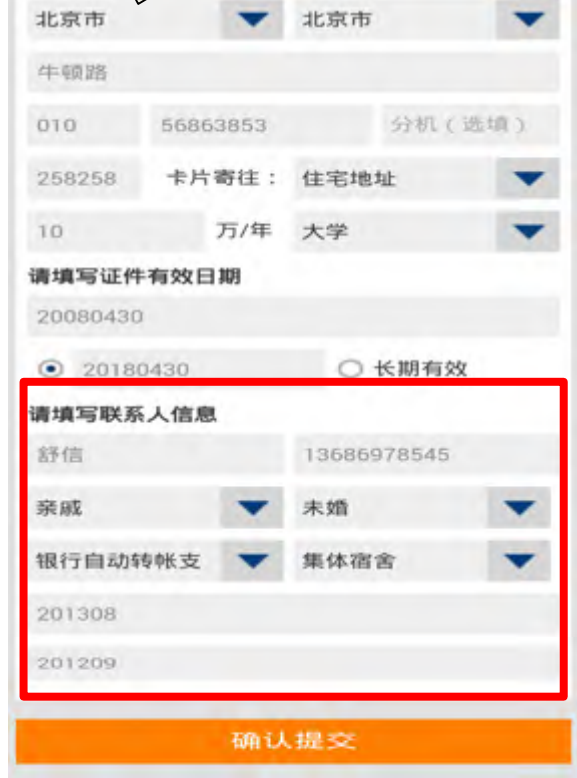 北京市 北京市
牛顿路
010 56863853 分机（选填）
258258 卡片寄往： 住宅地址
10 万/年 大学
请填写证件有效日期
20080430
20180430 长期有效
请填写联系人信息
舒信 13686978545
亲戚 未婚
银行自动转帐支 集体宿舍
201308
201209
确认提交